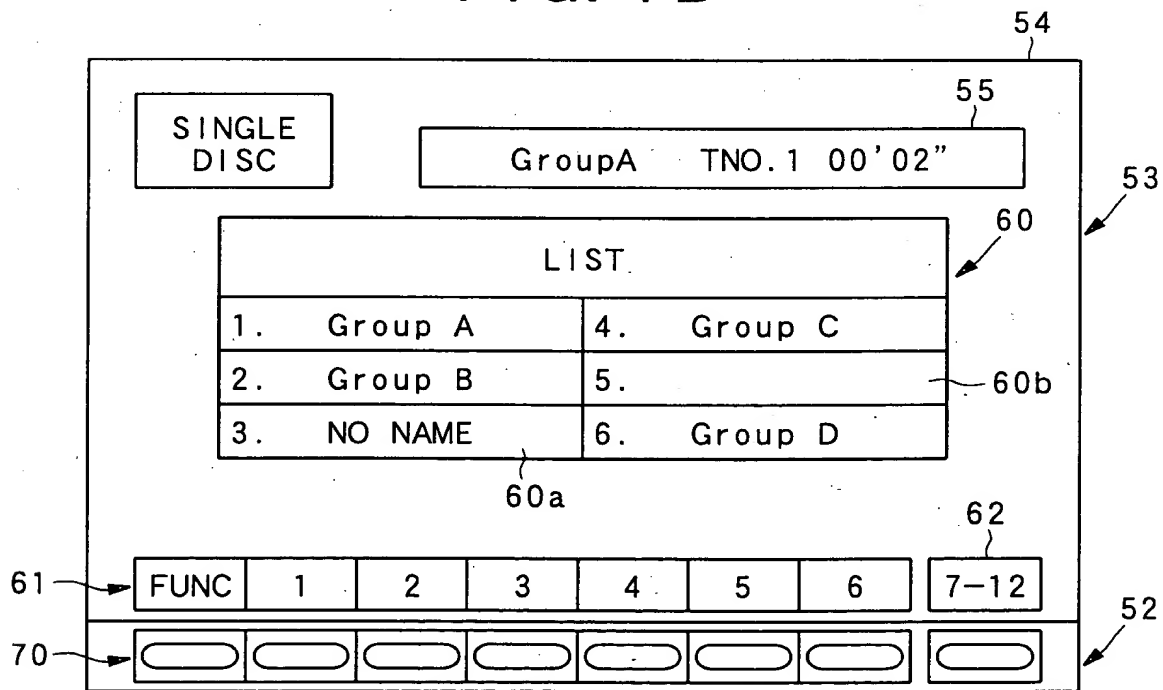 54
SINGLE
DISC
55
GroupA TNO.1 00'02"
53
60
LIST
1. Group A 4. Group C
2. Group B 5.
60b
3. NO NAME 6. Group D
60a
62
61 FUNC 1 2 3 4 5 6 7-12
52
70